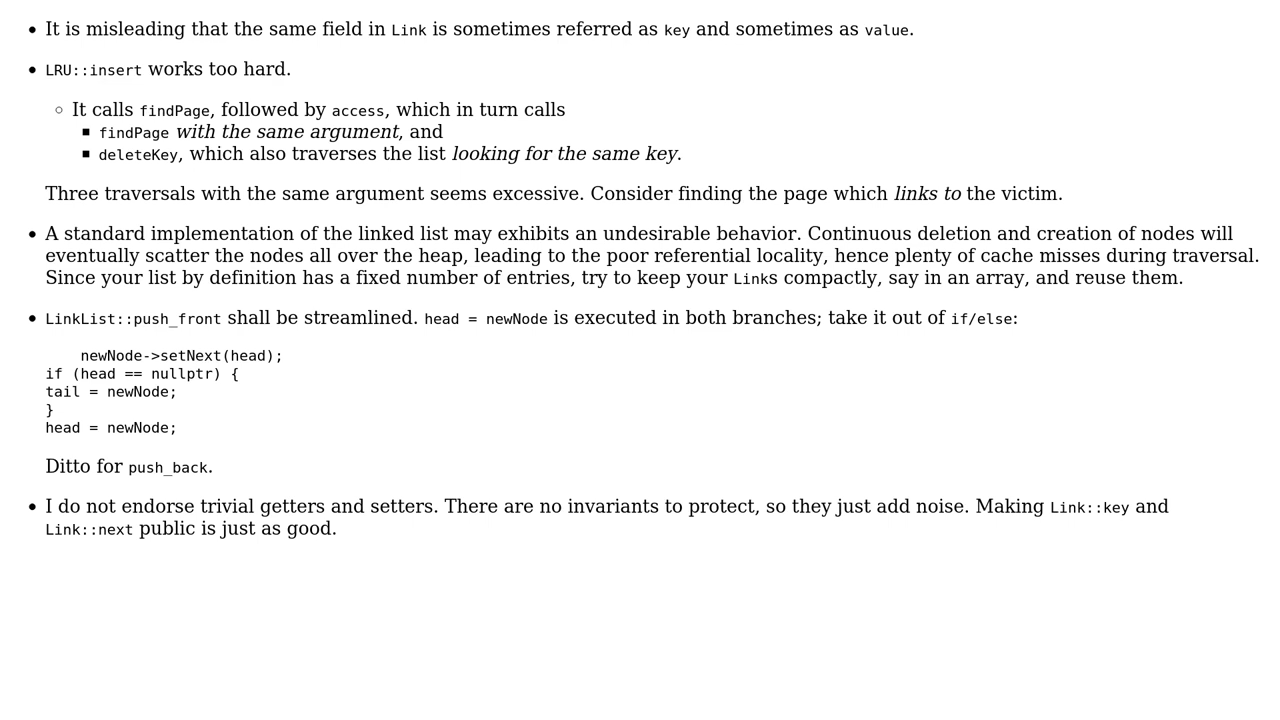 It is misleading that the same field in Link is sometimes referred as key and sometimes as value.
LRU::insert works too hard.
It calls findPage, followed by access, which in turn calls
findPage with the same argument, and
deleteKey, which also traverses the list looking for the same key.
Three traversals with the same argument seems excessive. Consider finding the page which links to the victim.
A standard implementation of the linked list may exhibits an undesirable behavior. Continuous deletion and creation of nodes will
eventually scatter the nodes all over the heap, leading to the poor referential locality, hence plenty of cache misses during traversal.
Since your list by definition has a fixed number of entries, try to keep your Links compactly, say in an array, and reuse them.
LinkList::push_front shall be streamlined. head = newNode is executed in both branches; take it out of if/else:
newNode->setNext(head);
if (head == nullptr) {
tail = newNode;
}
head = newNode;
Ditto for push_back.
I do not endorse trivial getters and setters. There are no invariants to protect, so they just add noise. Making Link::key and
Link::next public is just as good.